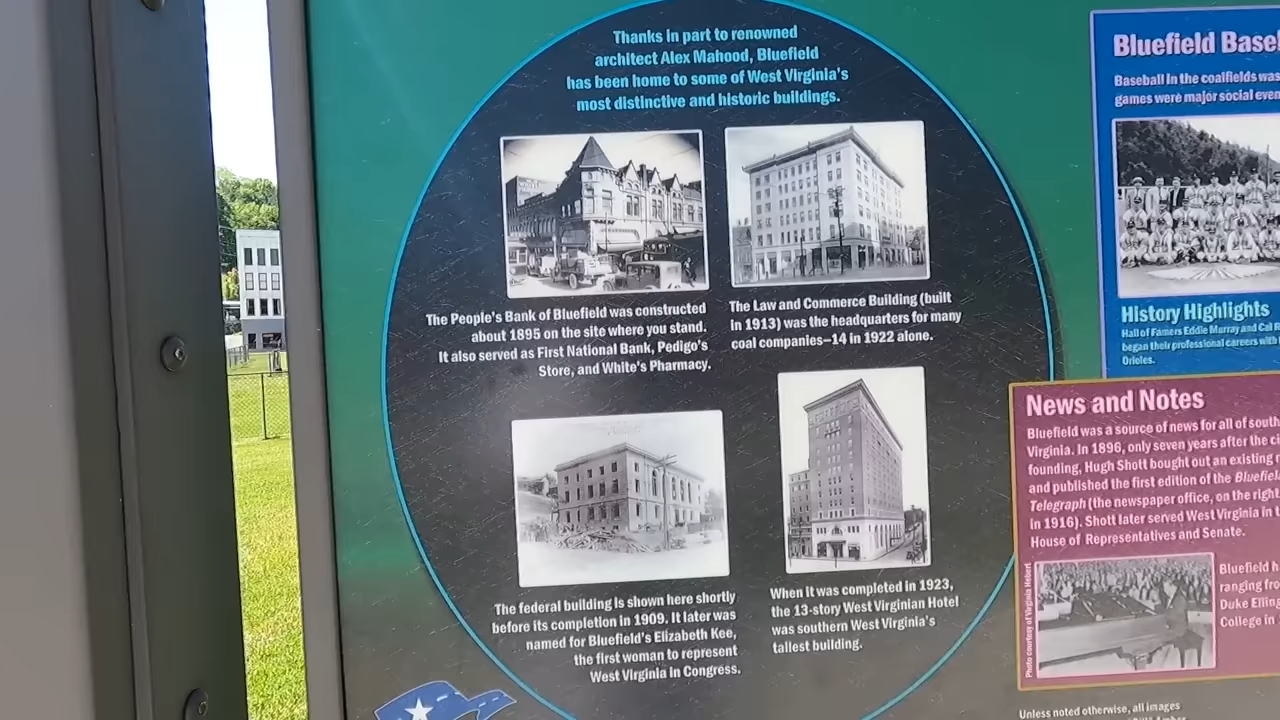 Thanks in part to renowned
architect Alex Mahood, Bluefield
has been home to some of West Virginia's
most distinctive and historic buildings.
The People's Bank of Bluefield was constructed
about 1895 on the site where you stand.
It also served as First National Bank, Pedigo's
Store, and White's Pharmacy.
The Law and Commerce Building (built
in 1913) was the headquarters for many
coal companies—14 in 1922 alone.
The federal building is shown here shortly
before its completion in 1909. It later was
named for Bluefield's Elizabeth Kee,
the first woman to represent
West Virginia in Congress.
When it was completed in 1923,
the 13-story West Virginian Hotel
was southern West Virginia's
tallest building.
Bluefield Baseb
Baseball in the coalfields was
games were major social even
History Highlights
Hall of Famers Eddie Murray and Cal R
began their professional careers with
Orioles.
News and Notes
Bluefield was a source of news for all of south
Virginia. In 1896, only seven years after the ci
founding, Hugh Shott bought out an existing
and published the first edition of the Bluefiel
Telegraph (the newspaper office, on the right
in 1916). Shott later served West Virginia in t
House of Representatives and Senate.
Photo courtesy of Virginia Hebert
Bluefield h
ranging fro
Duke Elling
College in
Unless noted otherwise, all images